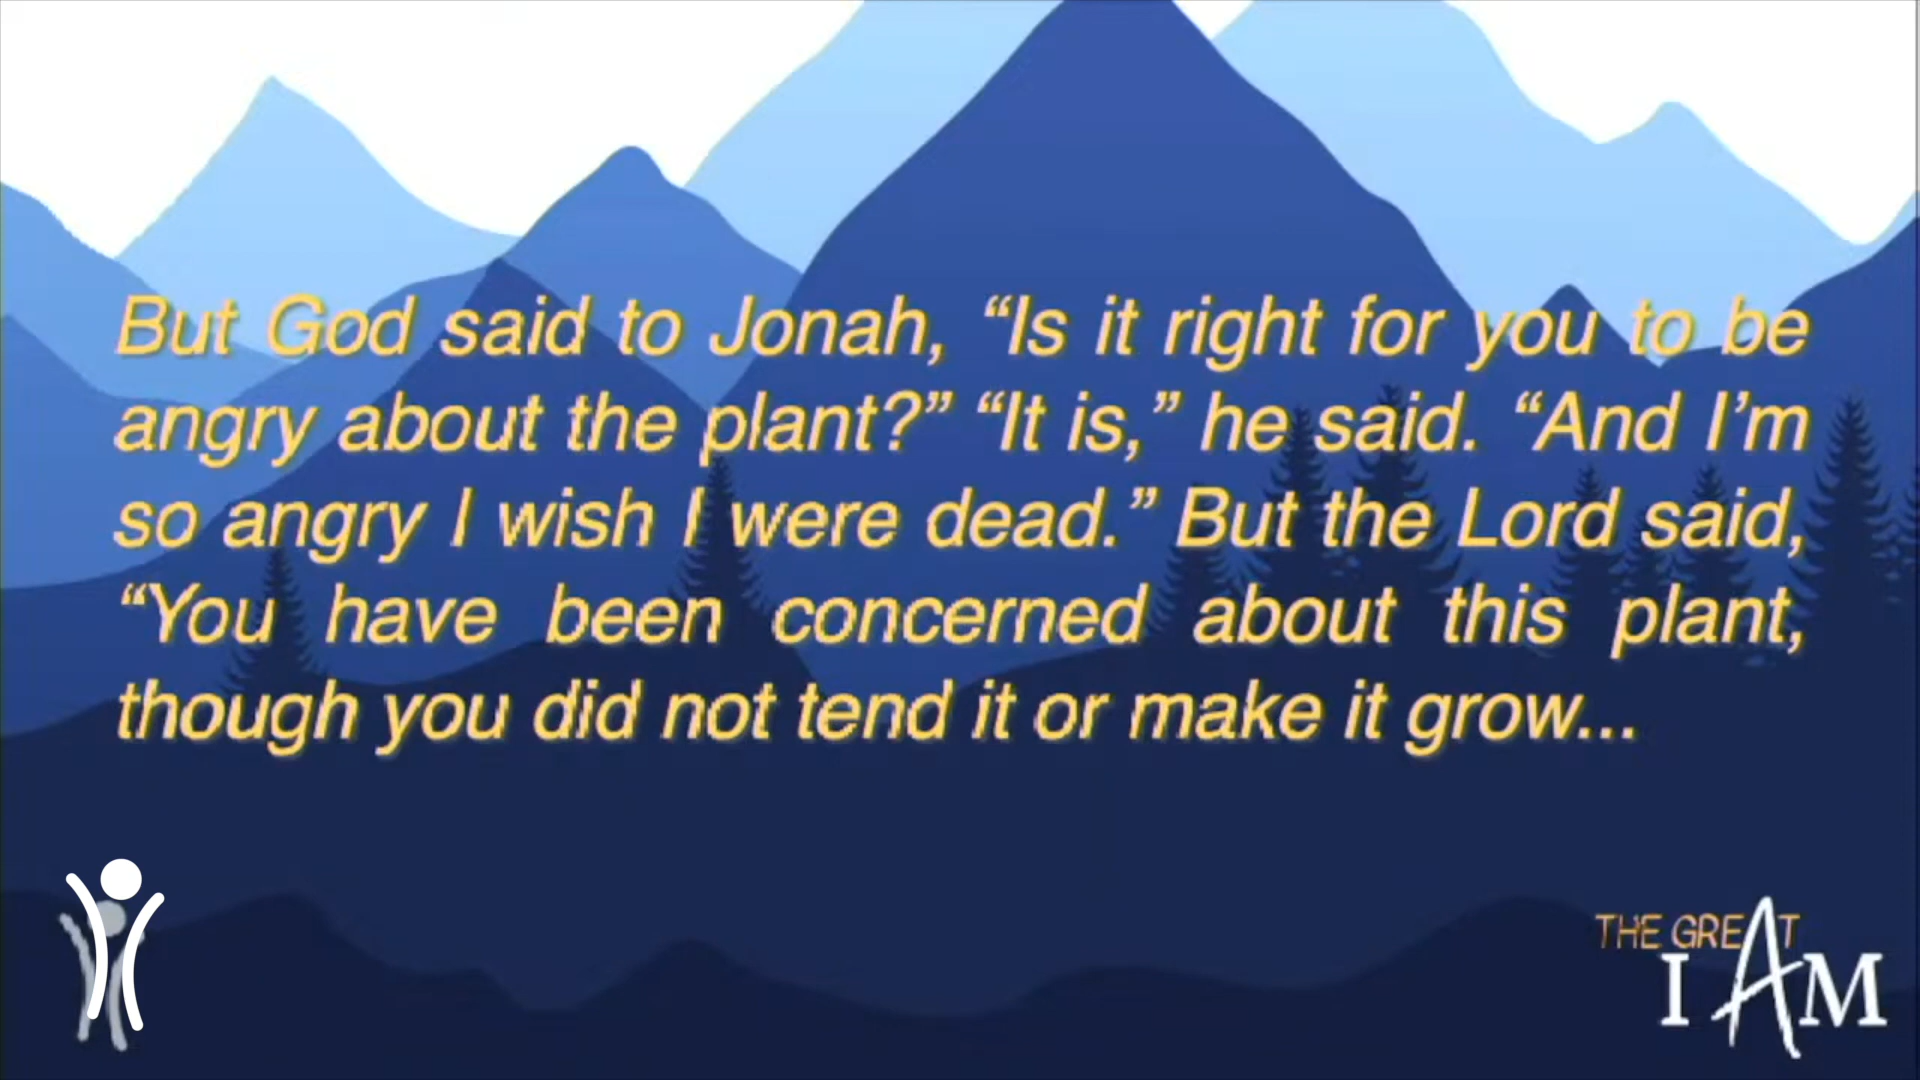 But God said to Jonah, “Is it right for you to be
angry about the plant?” “It is,” he said. “And I’m
so angry I wish I were dead.” But the Lord said,
“You have been concerned about this plant,
though you did not tend it or make it grow...
THE GREAT
I AM